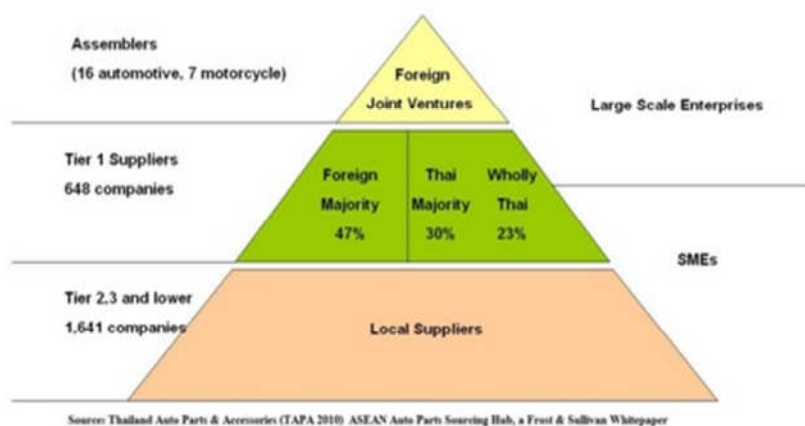 Assemblers
(16 automotive, 7 motorcycle)
Foreign
Joint Ventures
Large Scale Enterprises
Tier 1 Suppliers
648 companies
Foreign
Majority
47%
Thai
Majority
30%
Wholly
Thai
23%
SMEs
Tier 2,3 and lower
1,641 companies
Local Suppliers
Source: Thailand Auto Parts & Accessories (TAPA 2010) ASEAN Auto Parts Sourcing Hub, a Frost & Sullivan Whitepaper